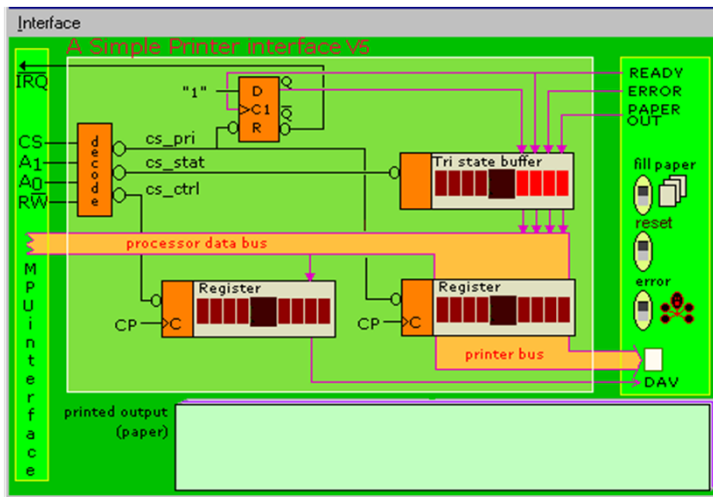 Interface
A Simple Printer interface V5
IRQ
"1"
D
Q
C1
Q
R
READY
ERROR
PAPER
OUT
CS
A1
A0
RW
decode
cs_pri
cs_stat
cs_ctrl
Tri state buffer
fill paper
reset
error
processor data bus
MPU interface
Register
CP
C
Register
CP
C
printer bus
DAV
printed output
(paper)